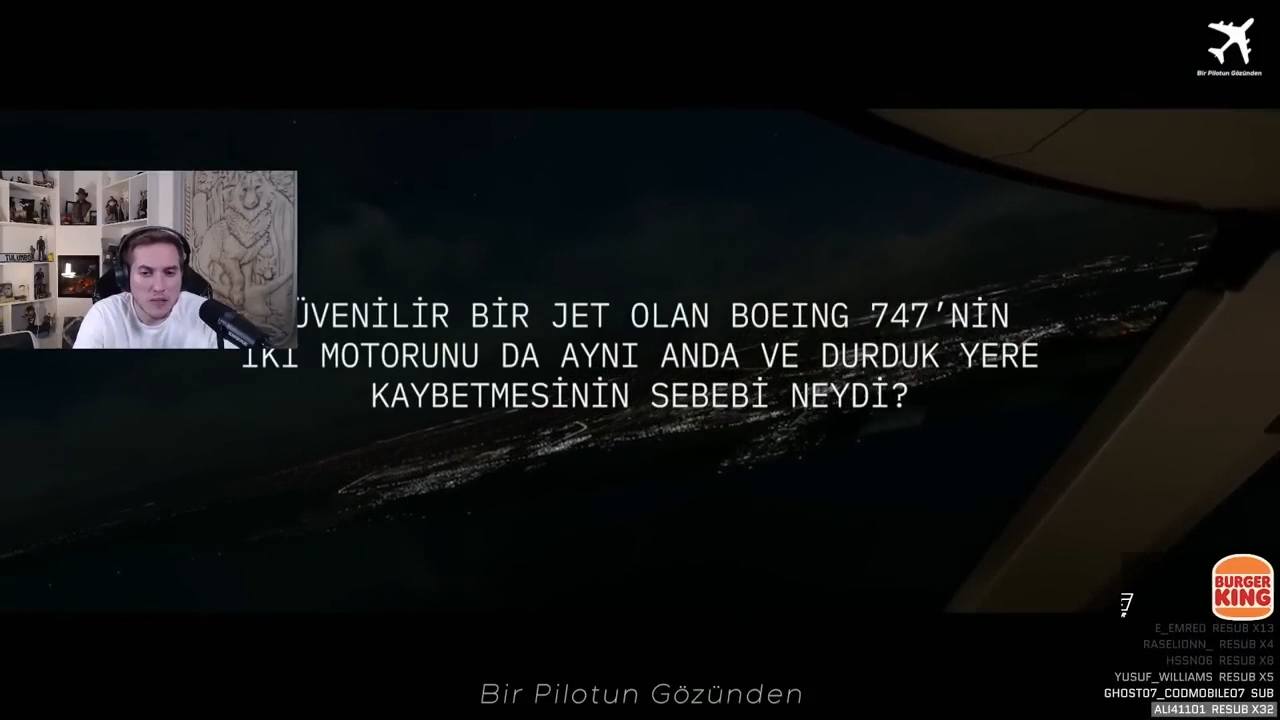 Bir Pilotun Gözünden
ÜVENİLİR BİR JET OLAN BOEING 747'NİN
İKİ MOTORUNU DA AYNI ANDA VE DURDUK YERE
KAYBETMESİNİN SEBEBİ NEYDİ?
BURGER
KING
E_EMRE0 RESUB X13
RASELIONN_ RESUB X4
HSSN06 RESUB X8
YUSUF_WILLIAMS RESUB X5
GHOST07_CODMOBILE07 SUB
ALI41101 RESUB X32
Bir Pilotun Gözünden